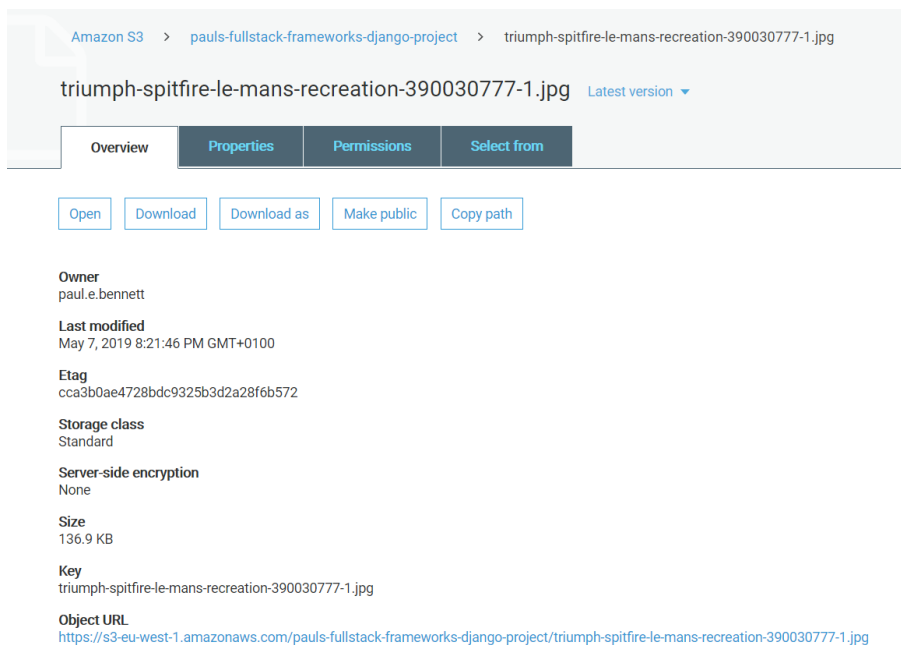 Amazon S3 > pauls-fullstack-frameworks-django-project > triumph-spitfire-le-mans-recreation-390030777-1.jpg
triumph-spitfire-le-mans-recreation-390030777-1.jpg Latest version
Overview Properties Permissions Select from
Open Download Download as Make public Copy path
Owner
paul.e.bennett
Last modified
May 7, 2019 8:21:46 PM GMT+0100
Etag
cca3b0ae4728bdc9325b3d2a28f6b572
Storage class
Standard
Server-side encryption
None
Size
136.9 KB
Key
triumph-spitfire-le-mans-recreation-390030777-1.jpg
Object URL
https://s3-eu-west-1.amazonaws.com/pauls-fullstack-frameworks-django-project/triumph-spitfire-le-mans-recreation-390030777-1.jpg